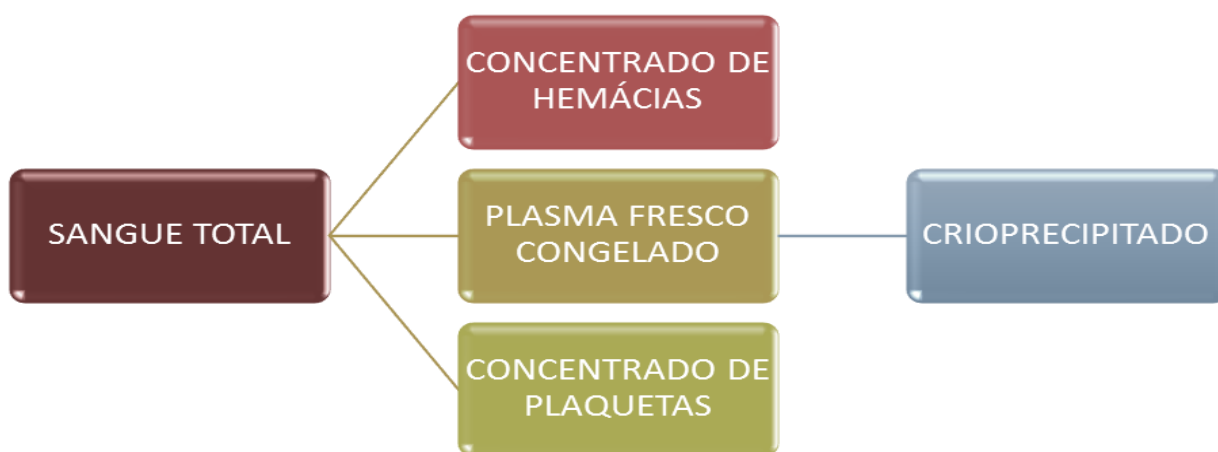 SANGUE TOTAL
CONCENTRADO DE
HEMÁCIAS
PLASMA FRESCO
CONGELADO
CONCENTRADO DE
PLAQUETAS
CRIOPRECIPITADO